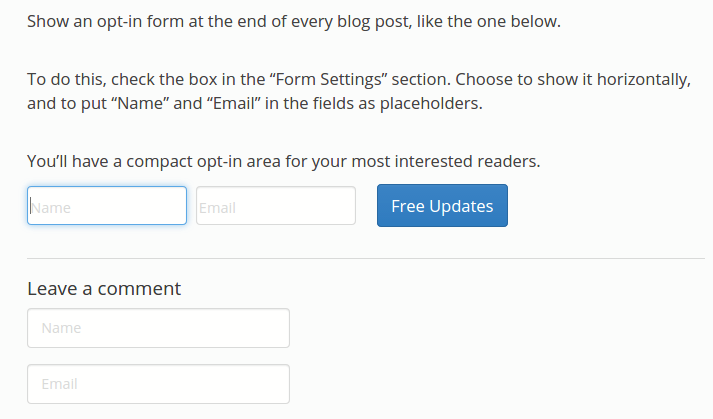 Show an opt-in form at the end of every blog post, like the one below.
To do this, check the box in the “Form Settings” section. Choose to show it horizontally,
and to put “Name” and “Email” in the fields as placeholders.
You’ll have a compact opt-in area for your most interested readers.
Name Email Free Updates
Leave a comment
Name
Email